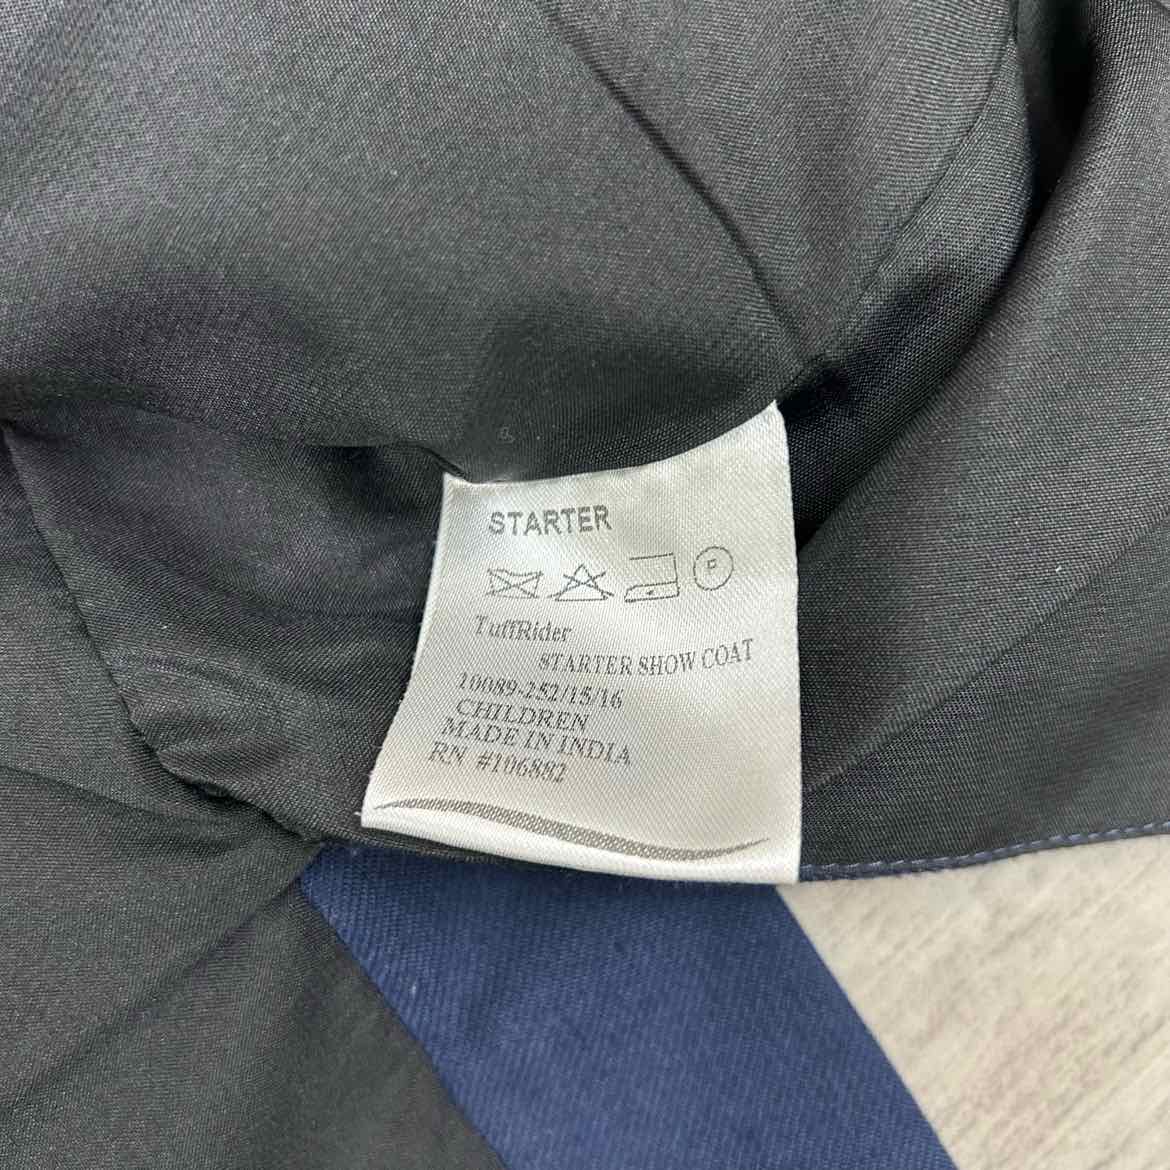 STARTER
P
TuffRider
STARTER SHOW COAT
10089-252/15/16
CHILDREN
MADE IN INDIA
RN #106882